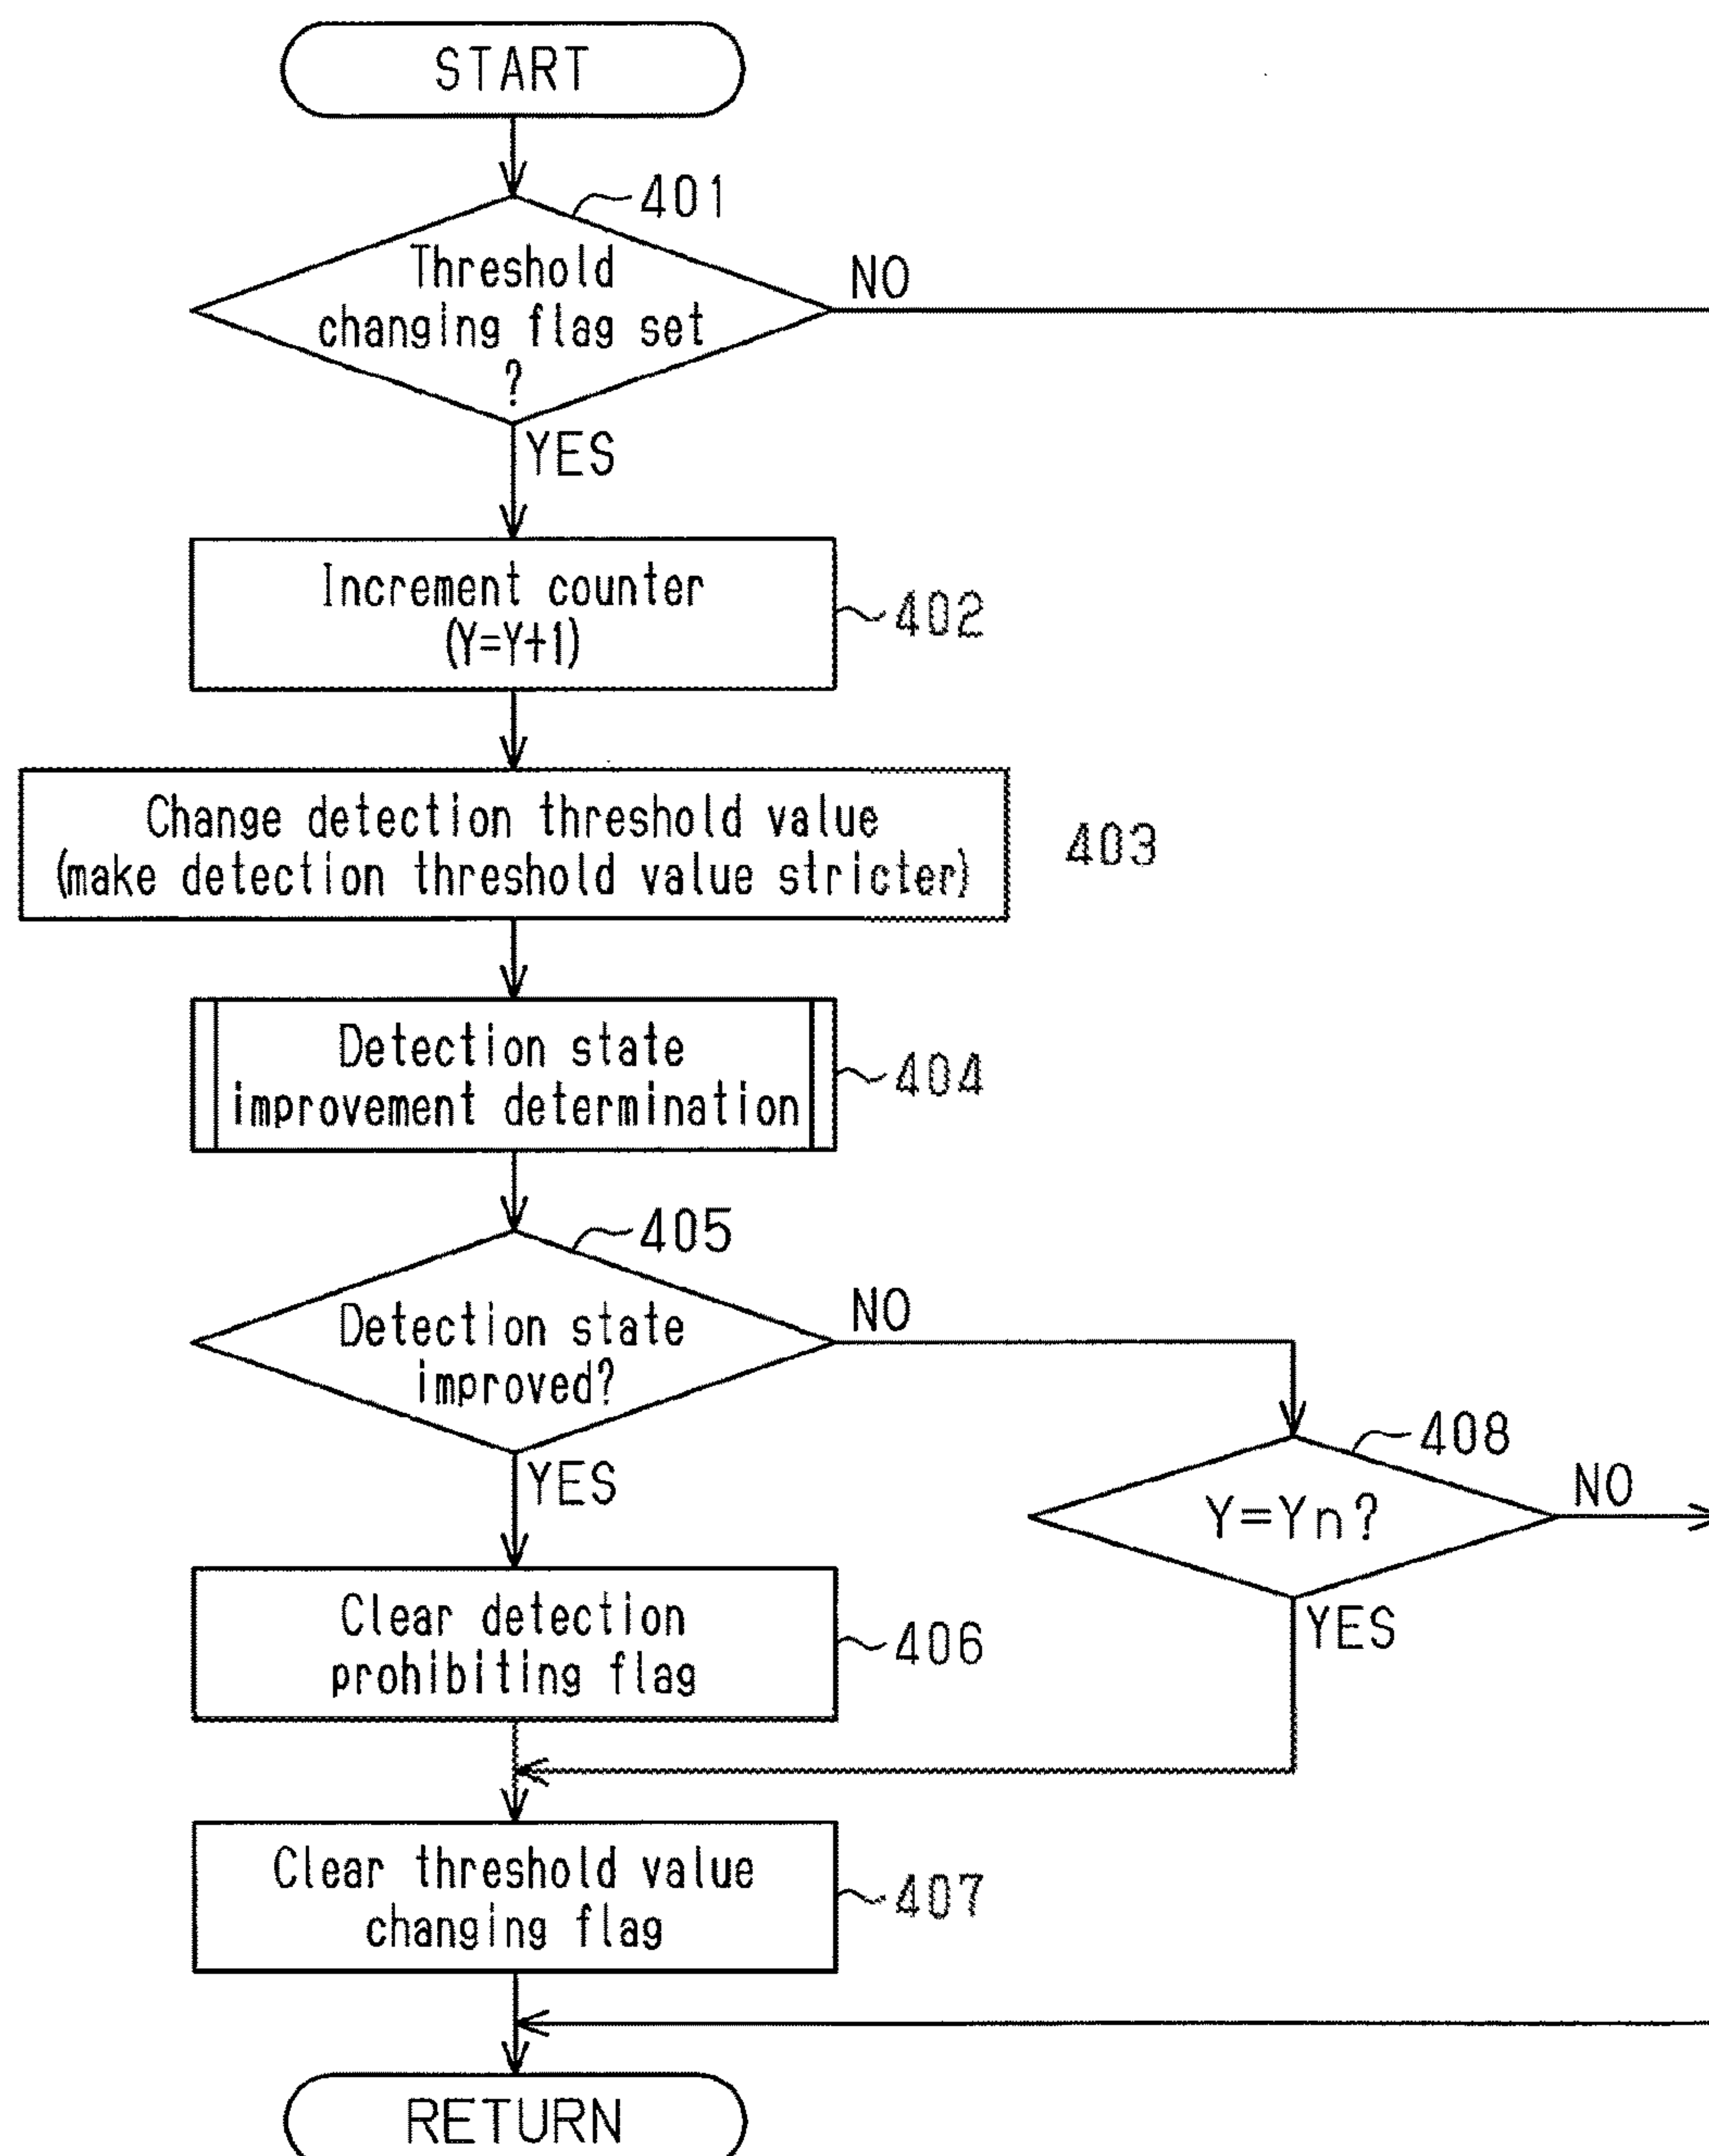 START
401
Threshold
changing flag set
?
NO
YES
Increment counter
(Y=Y+1)
402
Change detection threshold value
(make detection threshold value stricter)
403
Detection state
improvement determination
404
405
Detection state
improved?
NO
YES
408
Y=Yn?
NO
YES
Clear detection
prohibiting flag
406
Clear threshold value
changing flag
407
RETURN